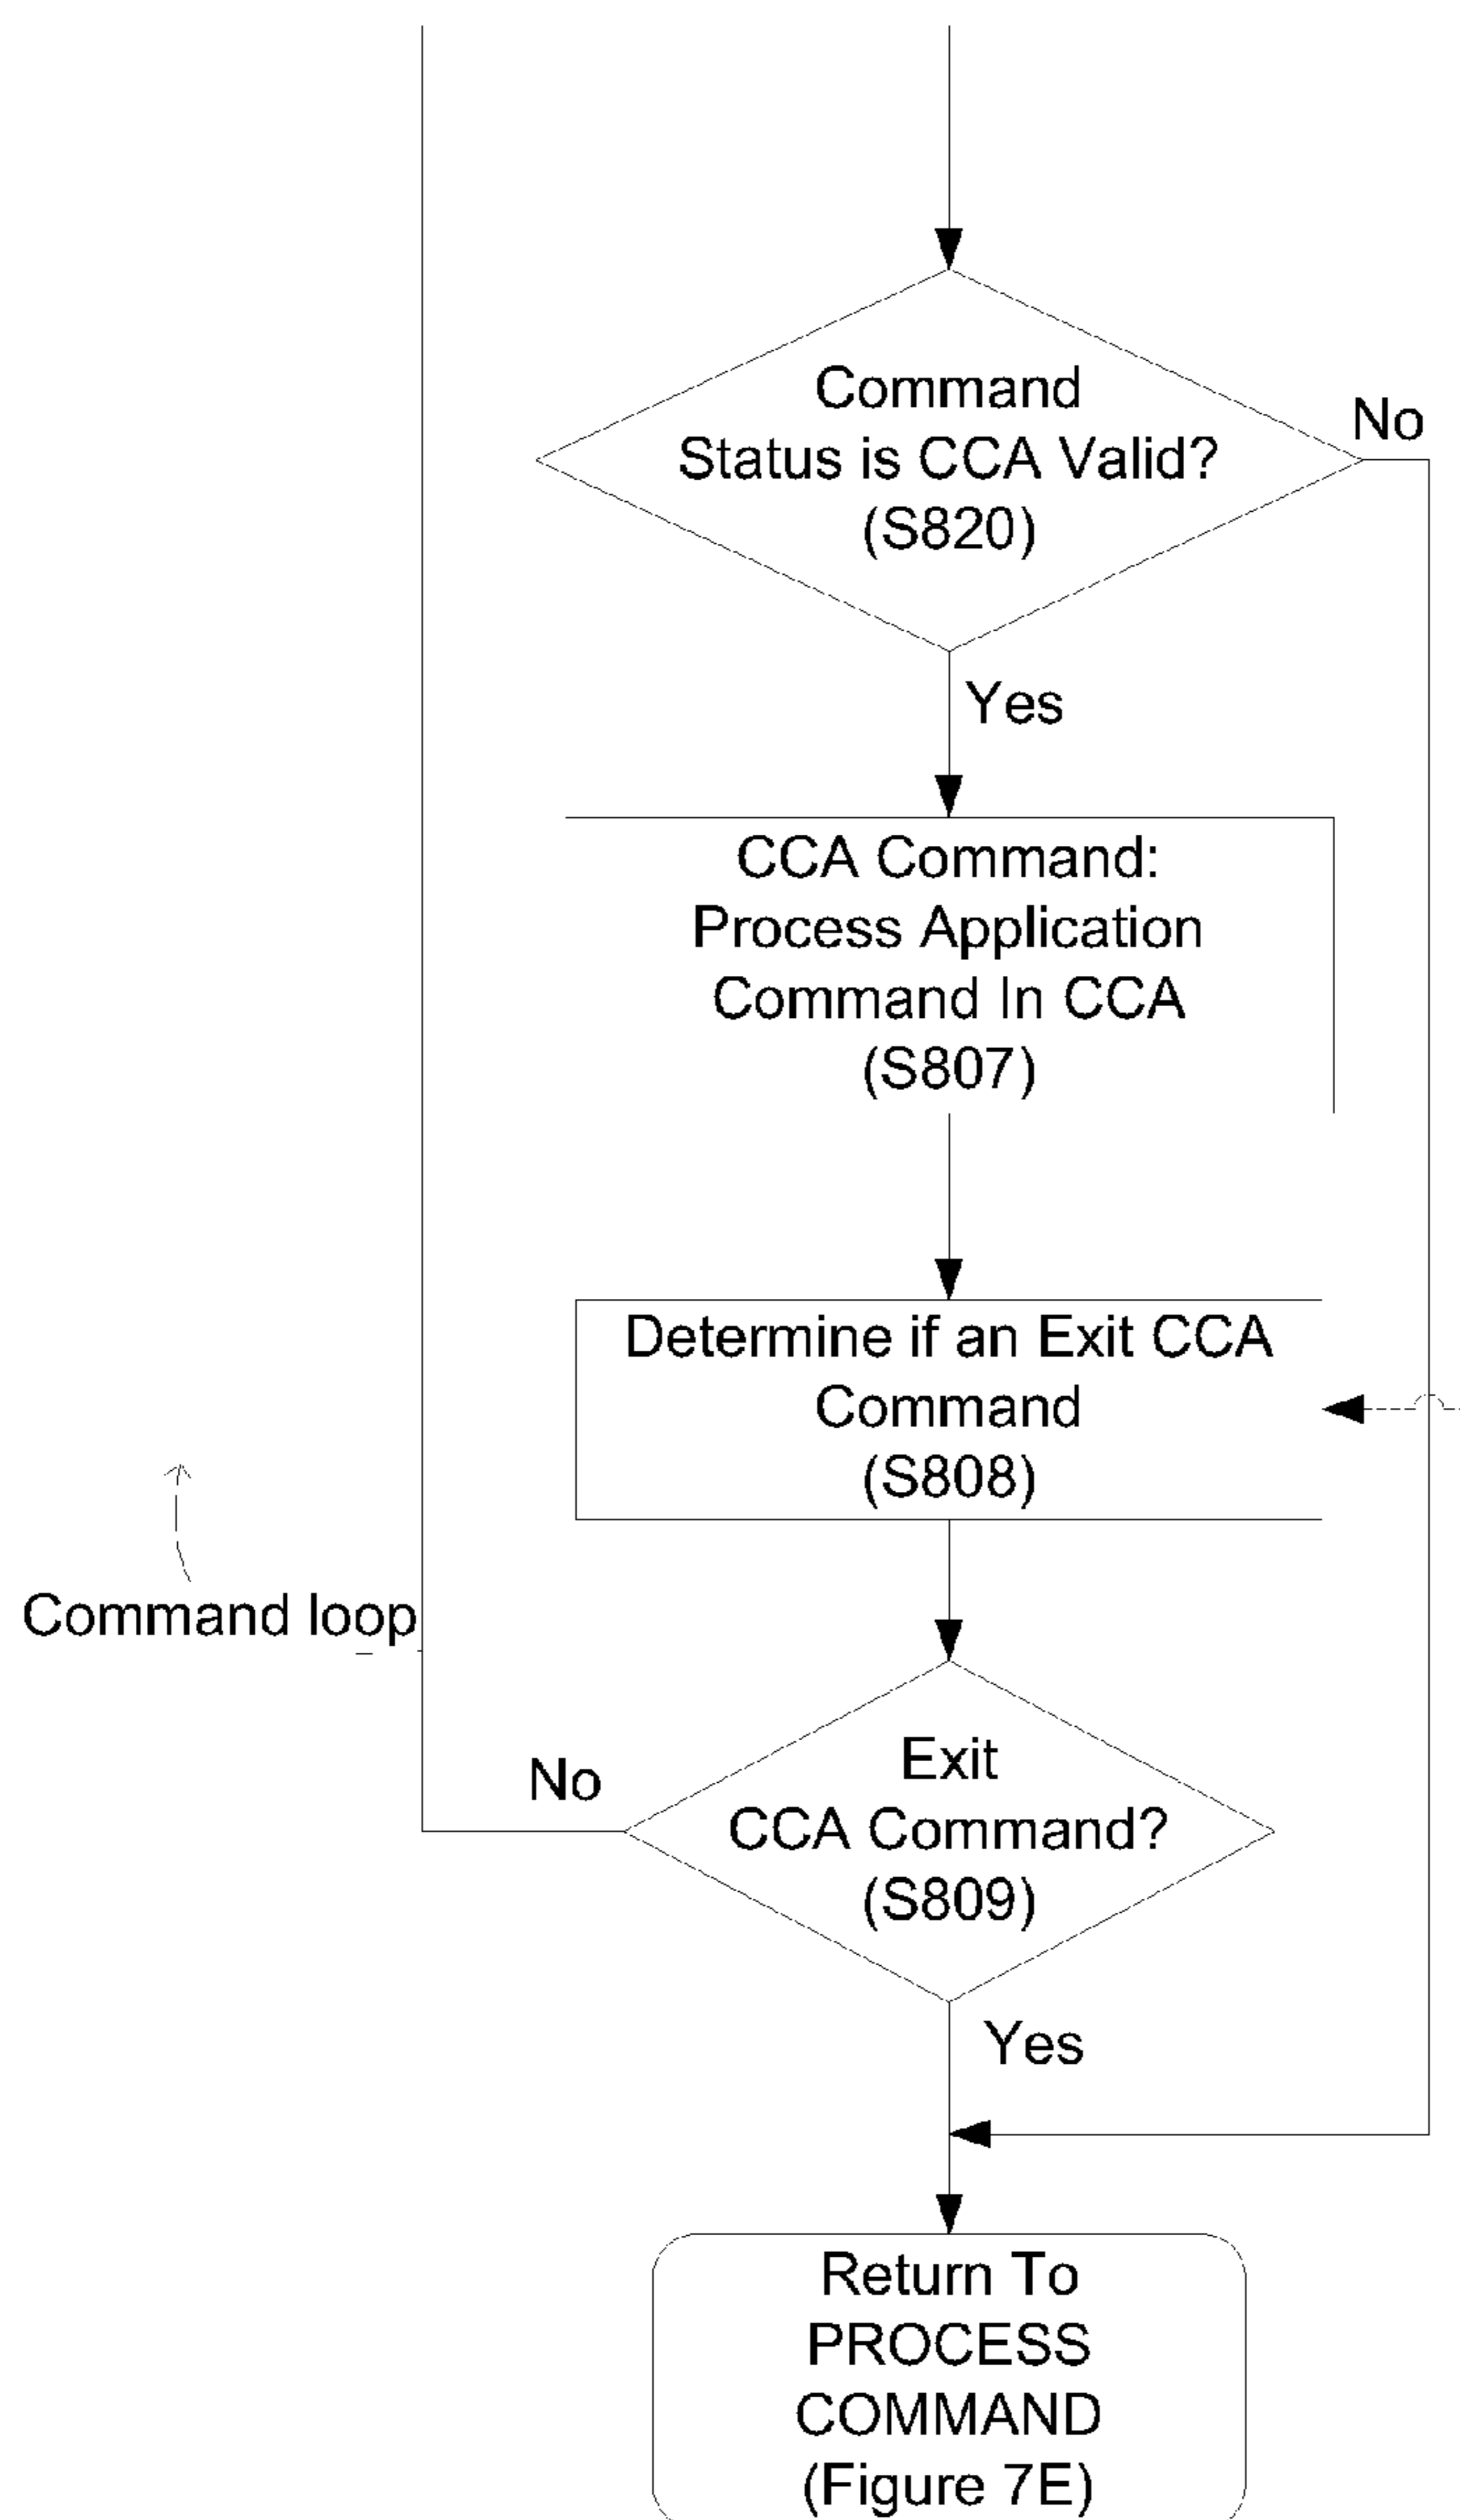 Command
Status is CCA Valid?
(S820)
No
Yes
CCA Command:
Process Application
Command In CCA
(S807)
Determine if an Exit CCA
Command
(S808)
Command loop
No
Exit
CCA Command?
(S809)
Yes
Return To
PROCESS
COMMAND
(Figure 7E)